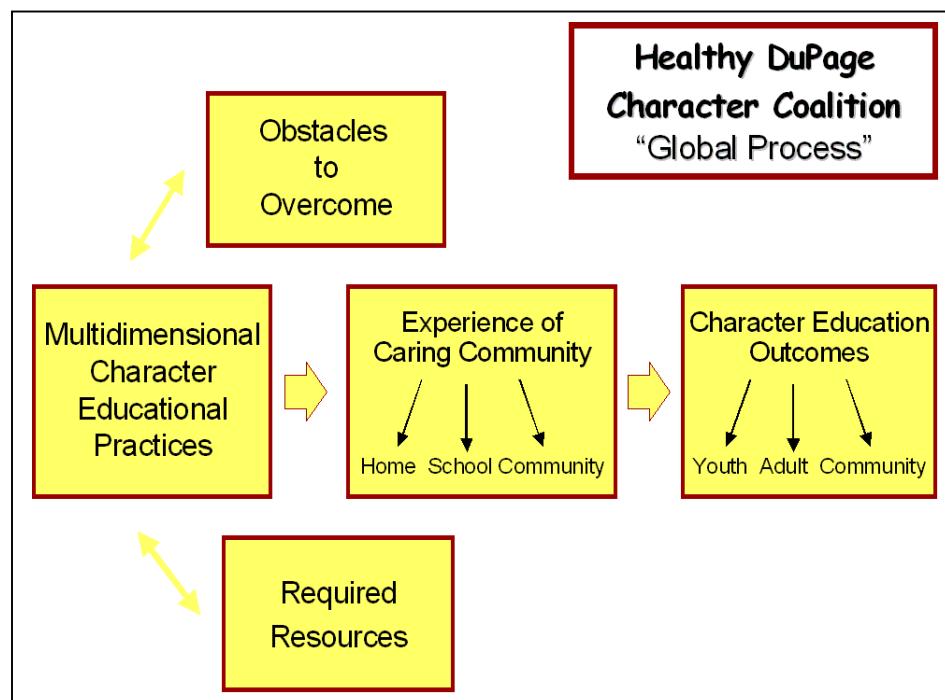 Healthy DuPage
Character Coalition
“Global Process”
Obstacles
to
Overcome
Multidimensional
Character
Educational
Practices
Experience of
Caring Community
Home School Community
Character Education
Outcomes
Youth Adult Community
Required
Resources